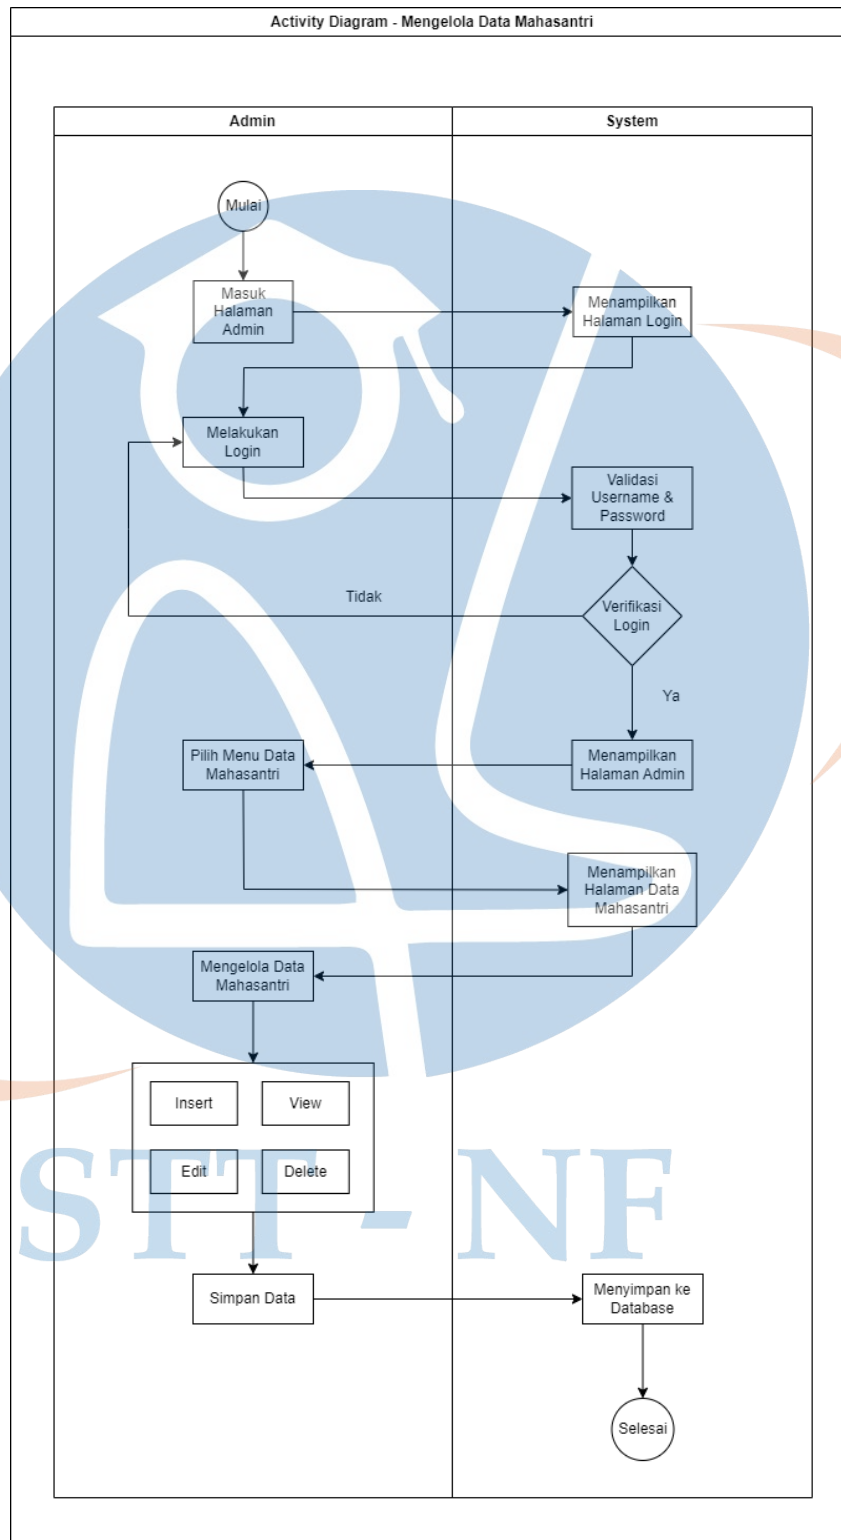 Activity Diagram - Mengelola Data Mahasantri
Admin
System
Mulai
Masuk
Halaman
Admin
Menampilkan
Halaman Login
Melakukan
Login
Validasi
Username &
Password
Tidak
Verifikasi
Login
Ya
Pilih Menu Data
Mahasantri
Menampilkan
Halaman Admin
Menampilkan
Halaman Data
Mahasantri
Mengelola Data
Mahasantri
Insert
View
Edit
Delete
STT - NF
Simpan Data
Menyimpan ke
Database
Selesai